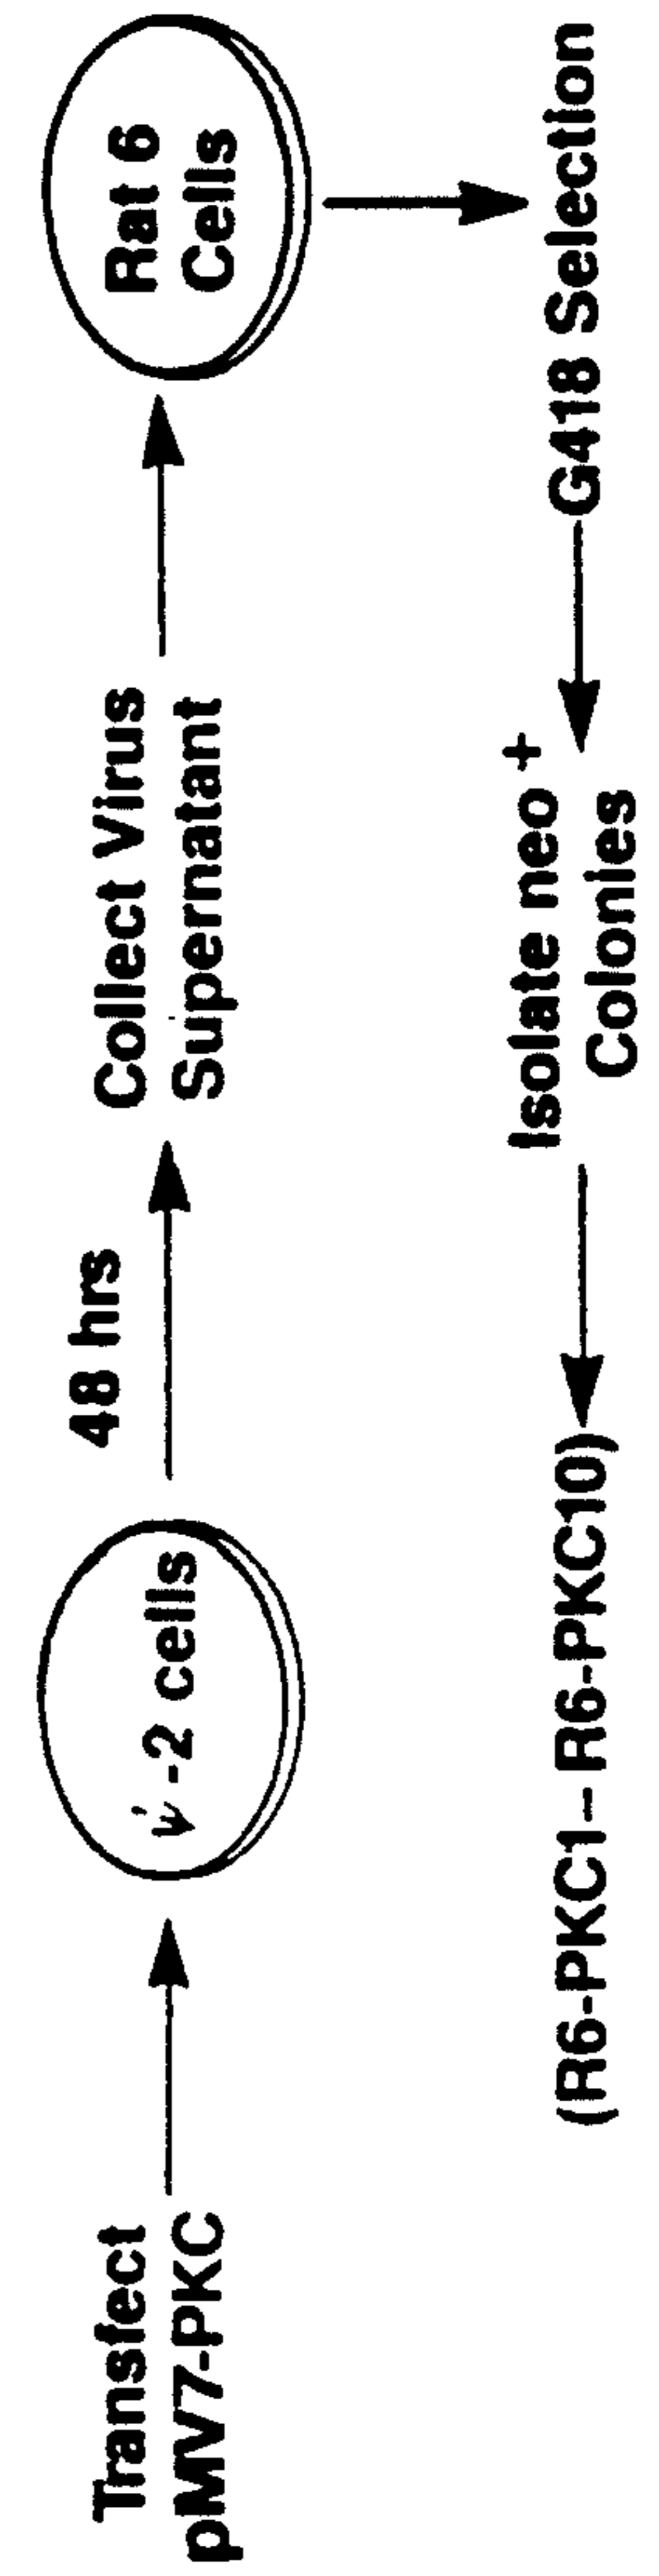 Transfect
pMV7-PKC
ψ-2 cells
48 hrs
Collect Virus
Supernatant
Rat 6
Cells
G418 Selection
Isolate neo+
Colonies
(R6-PKC1–R6-PKC10)